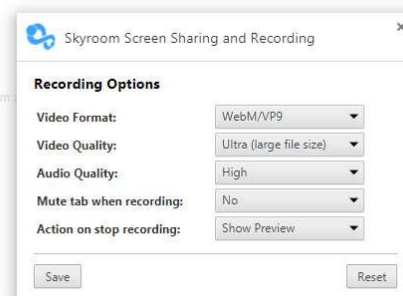 Skyroom Screen Sharing and Recording
Recording Options
Video Format: WebM/VP9
Video Quality: Ultra (large file size)
Audio Quality: High
Mute tab when recording: No
Action on stop recording: Show Preview
Save Reset